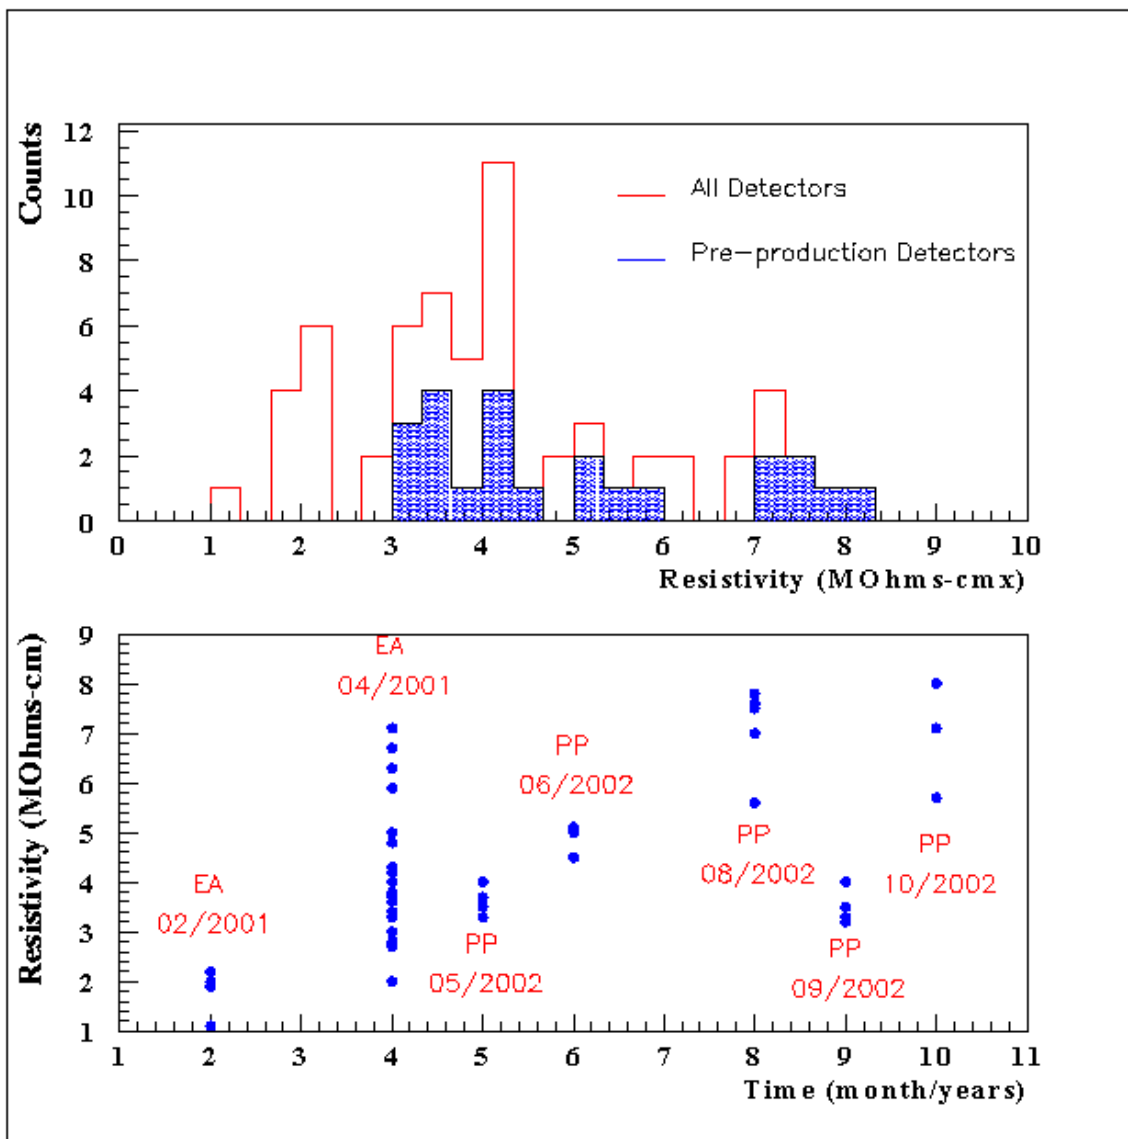 Counts
12
10
8
6
4
2
0
All Detectors
Pre-production Detectors
0 1 2 3 4 5 6 7 8 9 10
Resistivity (MOhms-cmx)
Resistivity (MOhms-cm)
9
8
7
6
5
4
3
2
1
EA
04/2001
PP
06/2002
EA
02/2001
PP
05/2002
PP
08/2002
PP
09/2002
PP
10/2002
1 2 3 4 5 6 7 8 9 10 11
Time (month/years)